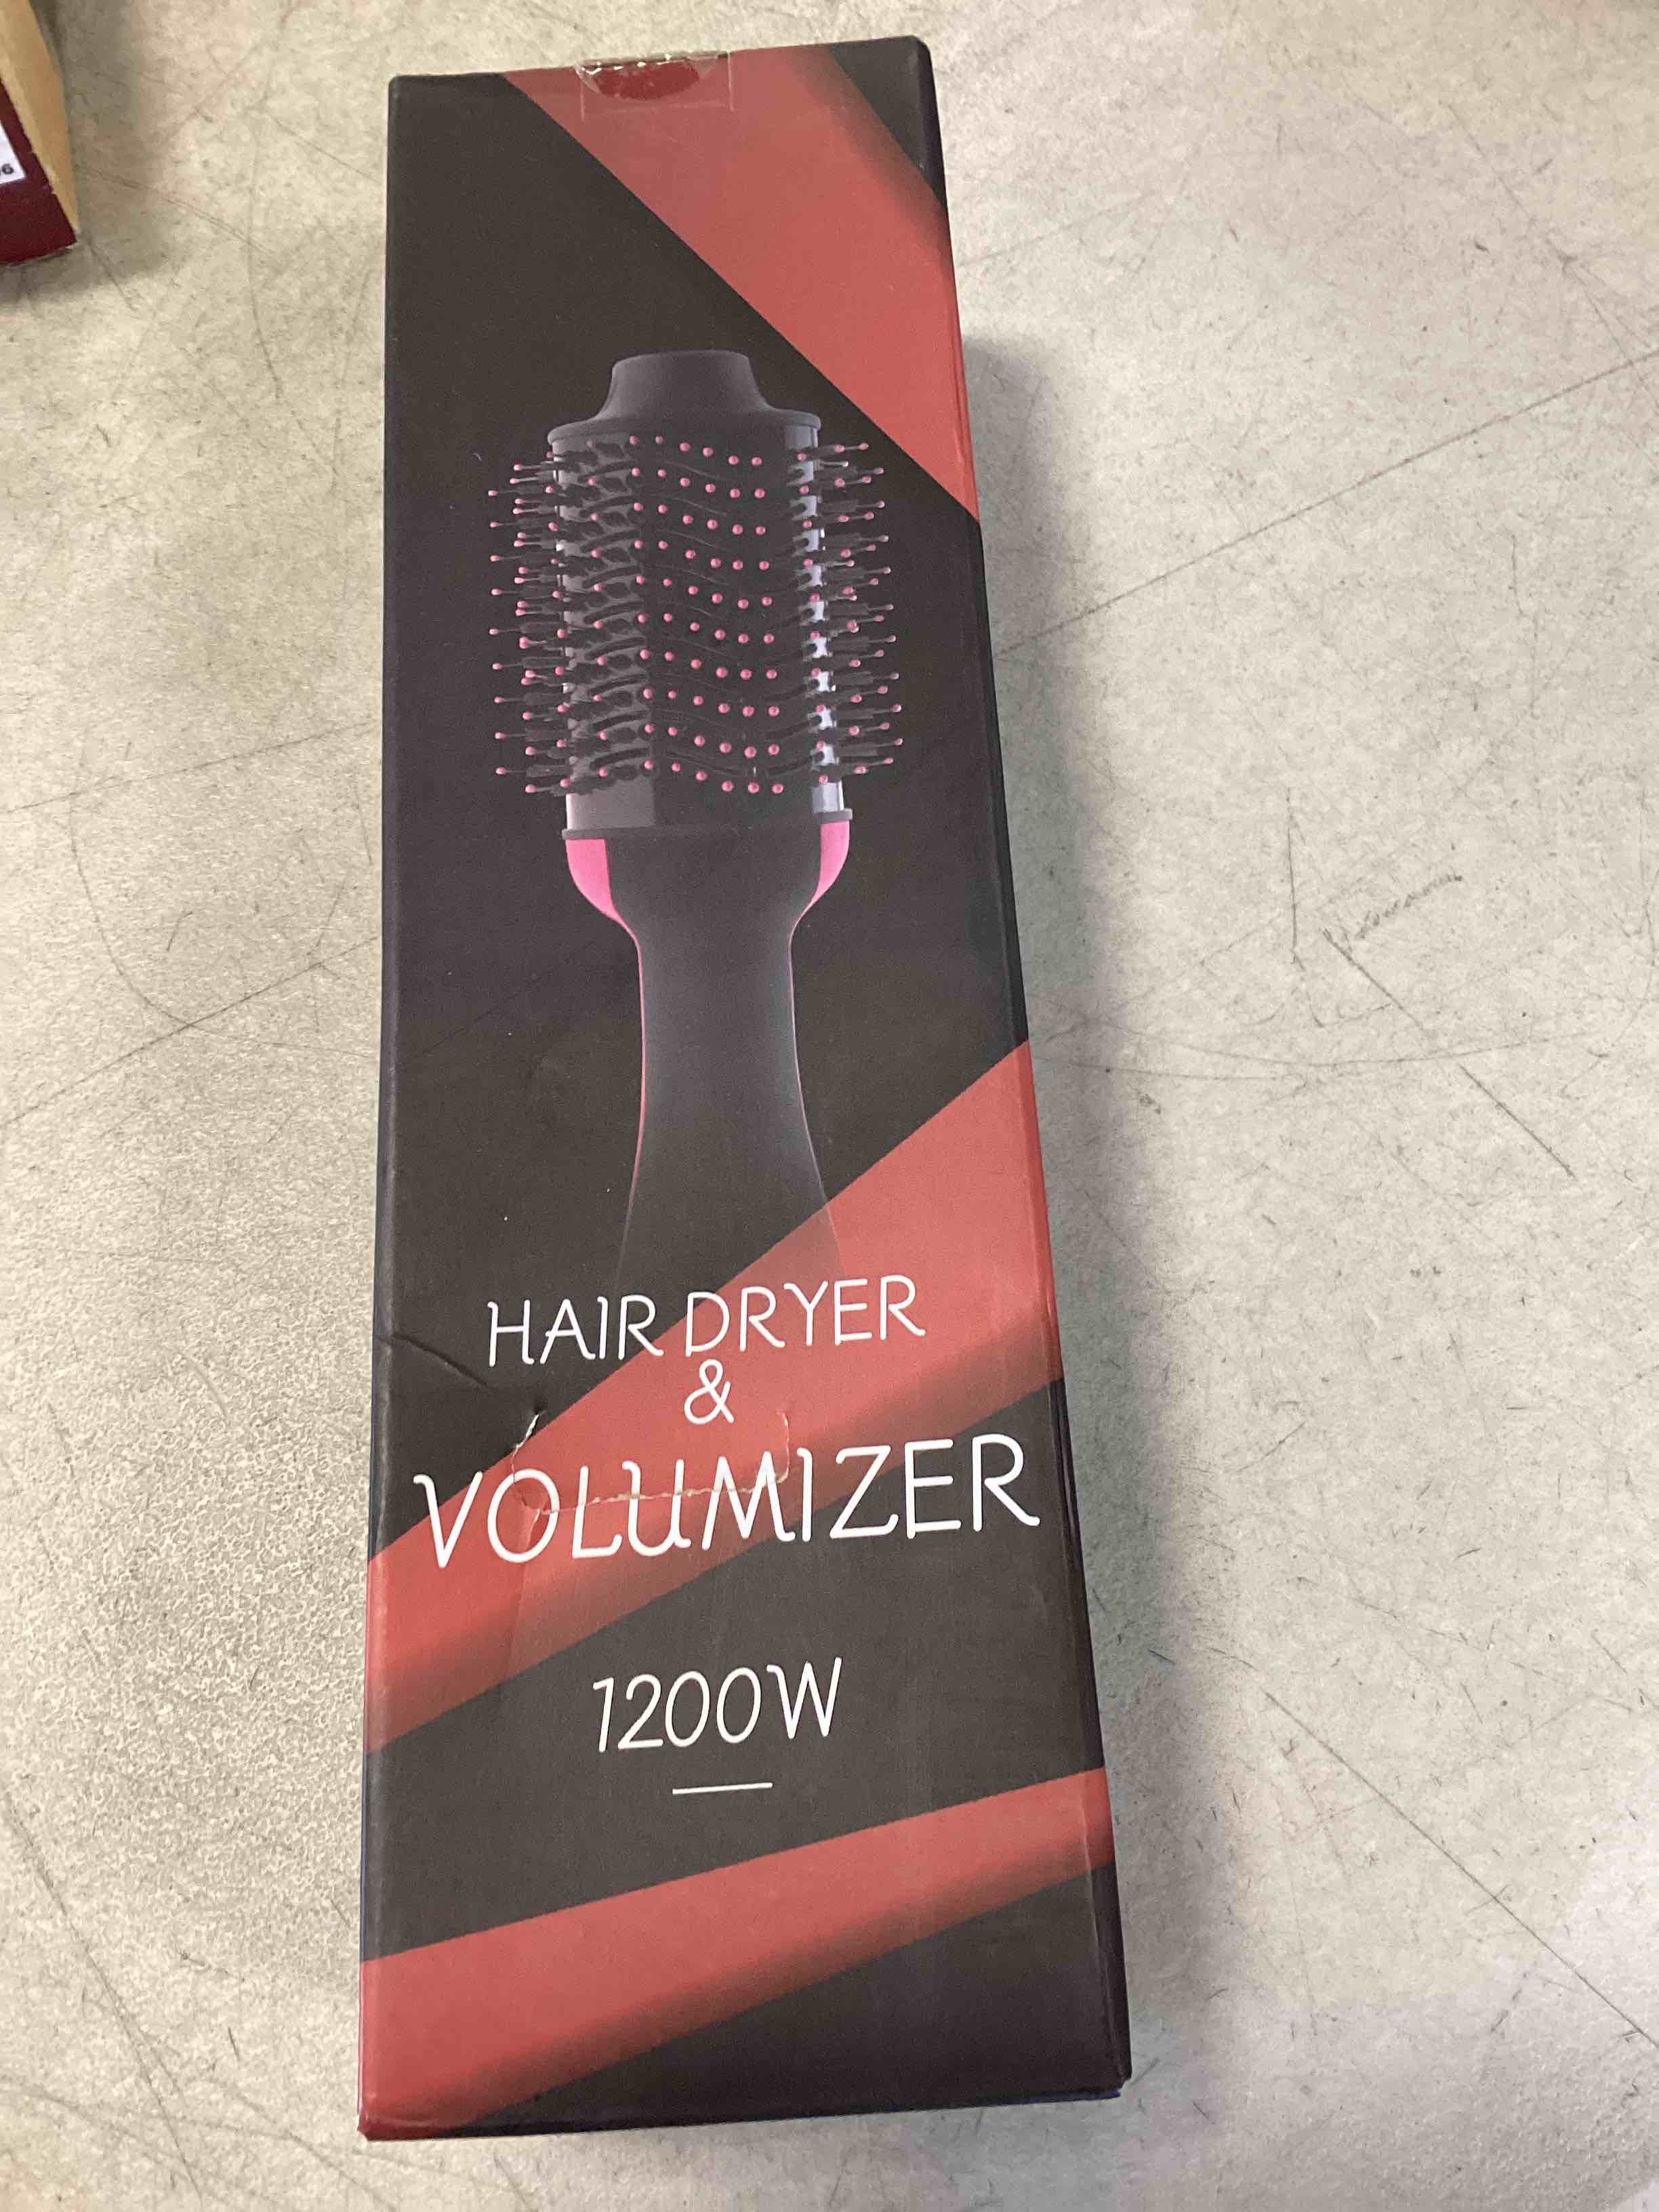 HAIR DRYER
&
VOLUMIZER
1200W